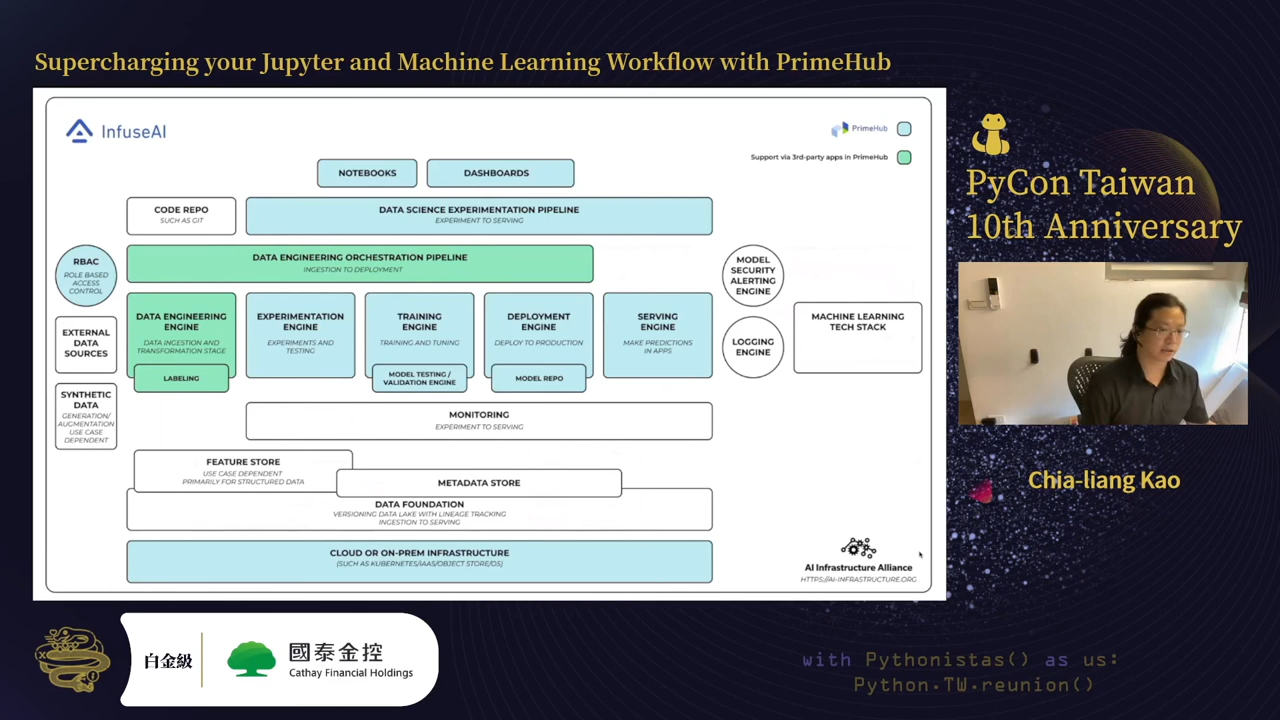 Supercharging your Jupyter and Machine Learning Workflow with PrimeHub
InfuseAI
PrimeHub
Support via 3rd-party apps in PrimeHub
NOTEBOOKS
DASHBOARDS
CODE REPO
SUCH AS GIT
DATA SCIENCE EXPERIMENTATION PIPELINE
EXPERIMENT TO SERVING
RBAC
ROLE BASED
ACCESS
CONTROL
DATA ENGINEERING ORCHESTRATION PIPELINE
INGESTION TO DEPLOYMENT
MODEL
SECURITY
ALERTING
ENGINE
EXTERNAL
DATA
SOURCES
DATA ENGINEERING
ENGINE
DATA INGESTION AND
TRANSFORMATION STAGE
LABELING
EXPERIMENTATION
ENGINE
EXPERIMENTS AND
TESTING
TRAINING
ENGINE
TRAINING AND TUNING
MODEL TESTING /
VALIDATION ENGINE
DEPLOYMENT
ENGINE
DEPLOY TO PRODUCTION
MODEL REPO
SERVING
ENGINE
MAKE PREDICTIONS
IN APPS
LOGGING
ENGINE
MACHINE LEARNING
TECH STACK
SYNTHETIC
DATA
GENERATION/
AUGMENTATION
USE CASE
DEPENDENT
MONITORING
EXPERIMENT TO SERVING
FEATURE STORE
USE CASE DEPENDENT
PRIMARILY FOR STRUCTURED DATA
METADATA STORE
DATA FOUNDATION
VERSIONING DATA LAKE WITH LINEAGE TRACKING
INGESTION TO SERVING
CLOUD OR ON-PREM INFRASTRUCTURE
(SUCH AS KUBERNETES/IAAS/OBJECT STORE/OS)
AI Infrastructure Alliance
HTTPS://AI-INFRASTRUCTURE.ORG
PyCon Taiwan
10th Anniversary
Chia-liang Kao
白金級
國泰金控
Cathay Financial Holdings
with Pythonistas() as us:
Python.TW.reunion()